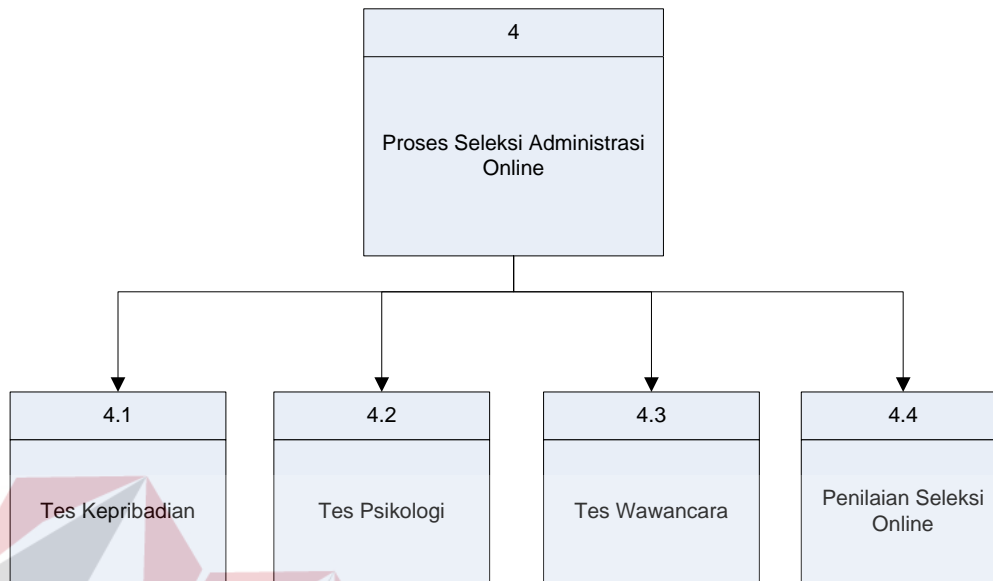 4
Proses Seleksi Administrasi
Online
4.1
4.2
4.3
4.4
Tes Kepribadian
Tes Psikologi
Tes Wawancara
Penilaian Seleksi
Online